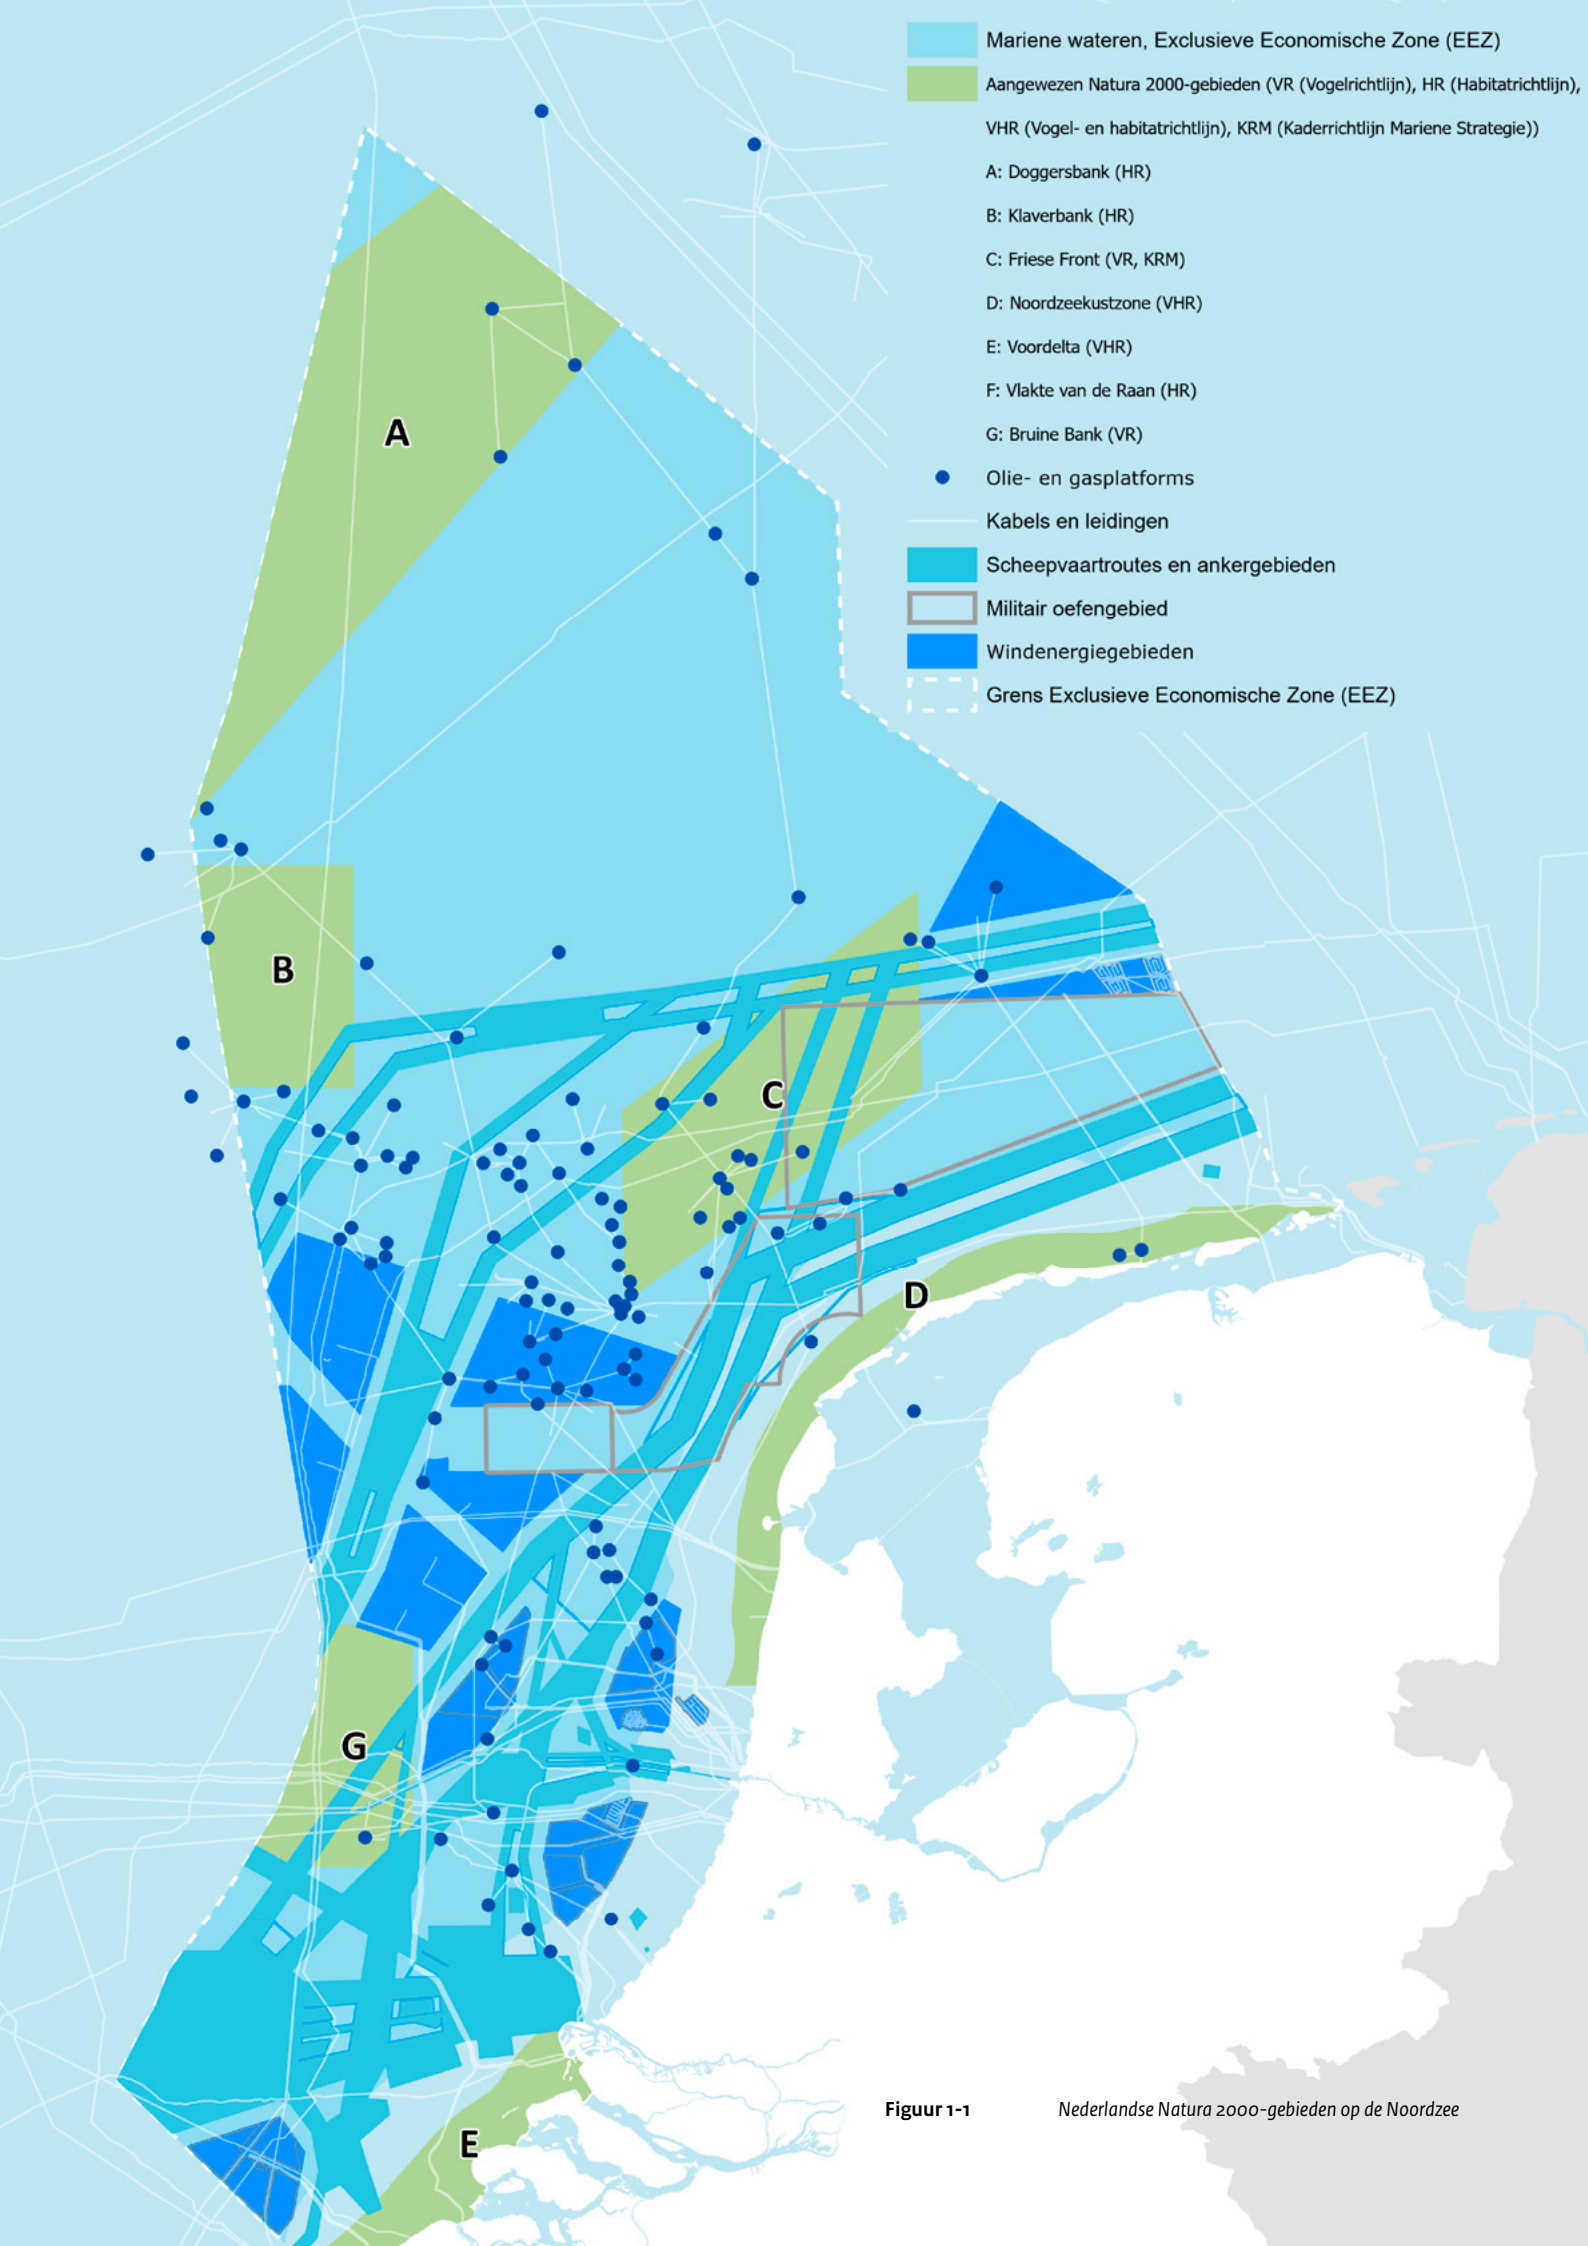 Mariene wateren, Exclusieve Economische Zone (EEZ)
Aangewezen Natura 2000-gebieden (VR (Vogelrichtlijn), HR (Habitatrichtlijn),
VHR (Vogel- en habitatrichtlijn), KRM (Kaderrichtlijn Mariene Strategie))
A: Doggersbank (HR)
B: Klaverbank (HR)
C: Friese Front (VR, KRM)
D: Noordzeekustzone (VHR)
E: Voordelta (VHR)
F: Vlakte van de Raan (HR)
G: Bruine Bank (VR)
Olie- en gasplatforms
Kabels en leidingen
Scheepvaartroutes en ankergebieden
Militair oefengebied
Windenergiegebieden
Grens Exclusieve Economische Zone (EEZ)
A
B
C
D
G
E
Figuur 1-1 Nederlandse Natura 2000-gebieden op de Noordzee